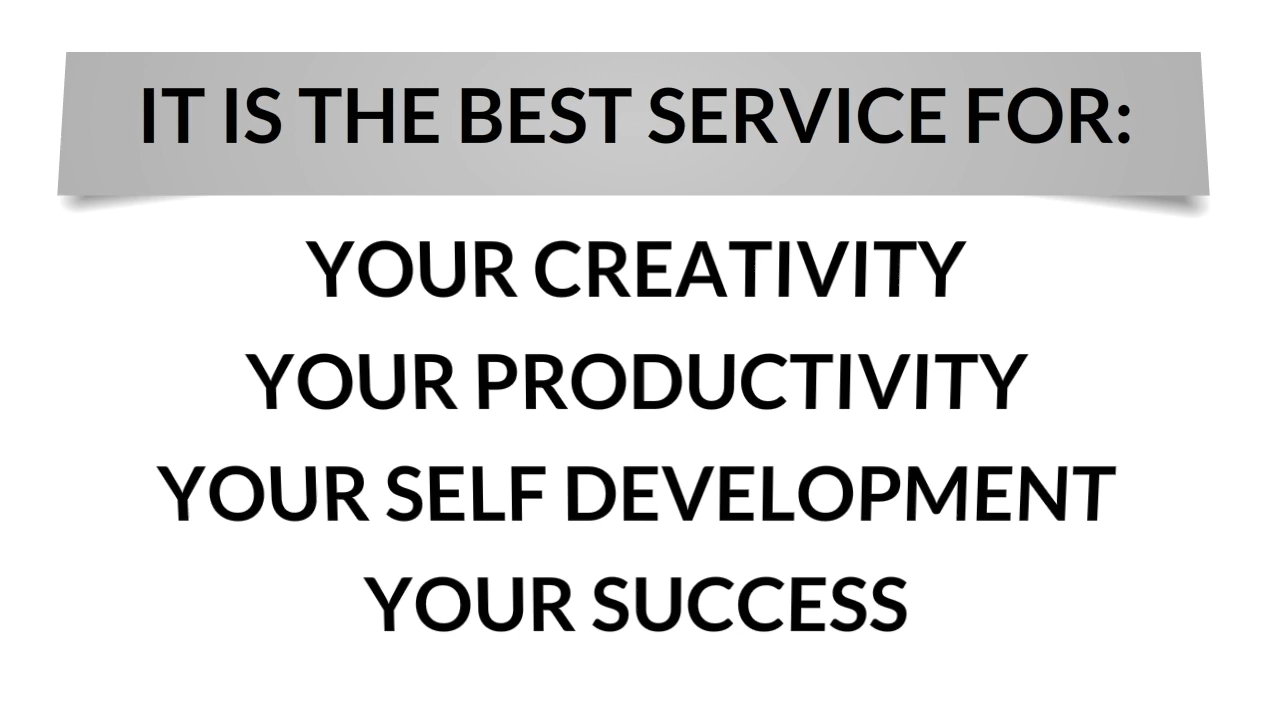 IT IS THE BEST SERVICE FOR:
YOUR CREATIVITY
YOUR PRODUCTIVITY
YOUR SELF DEVELOPMENT
YOUR SUCCESS